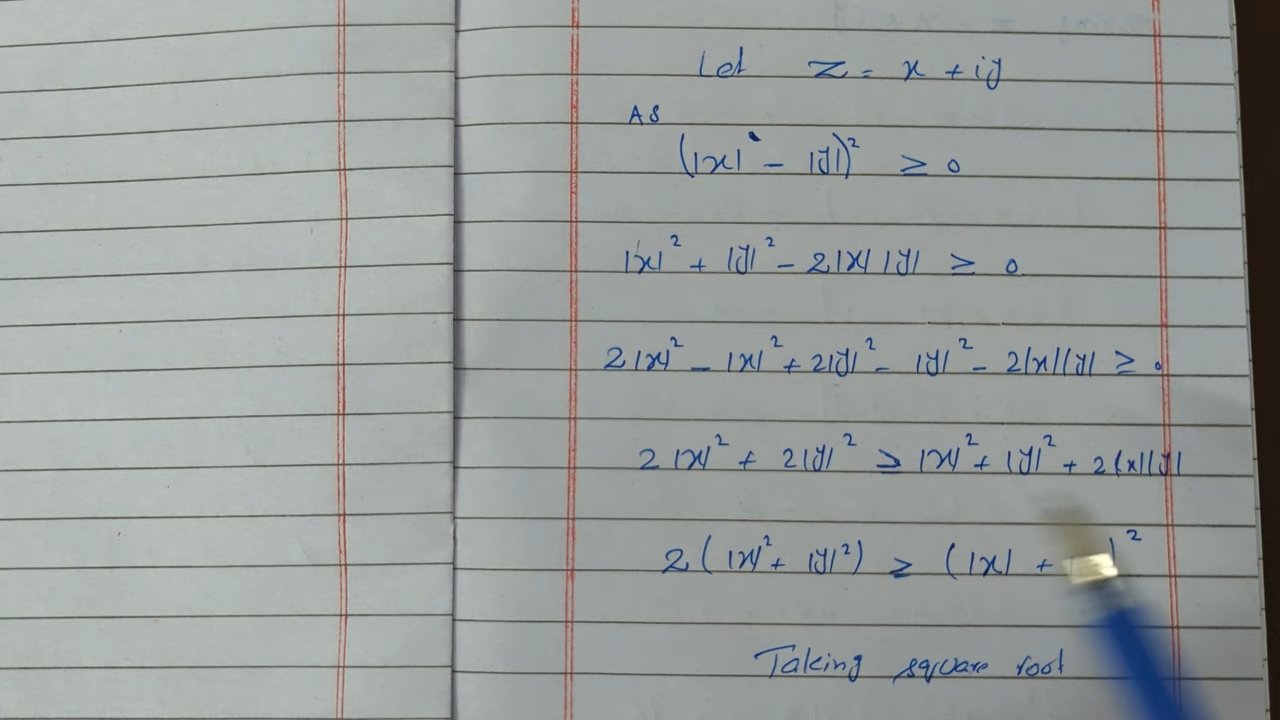 Let z = x + iy
As
(|x| - |y|)² ≥ 0
|x|² + |y|² - 2|x| |y| ≥ 0
2|x|² - |x|² + 2|y|² - |y|² - 2|x||y| ≥ 0
2|x|² + 2|y|² ≥ |x|² + |y|² + 2|x||y|
2(|x|² + |y|²) ≥ (|x| + )²
Taking square root